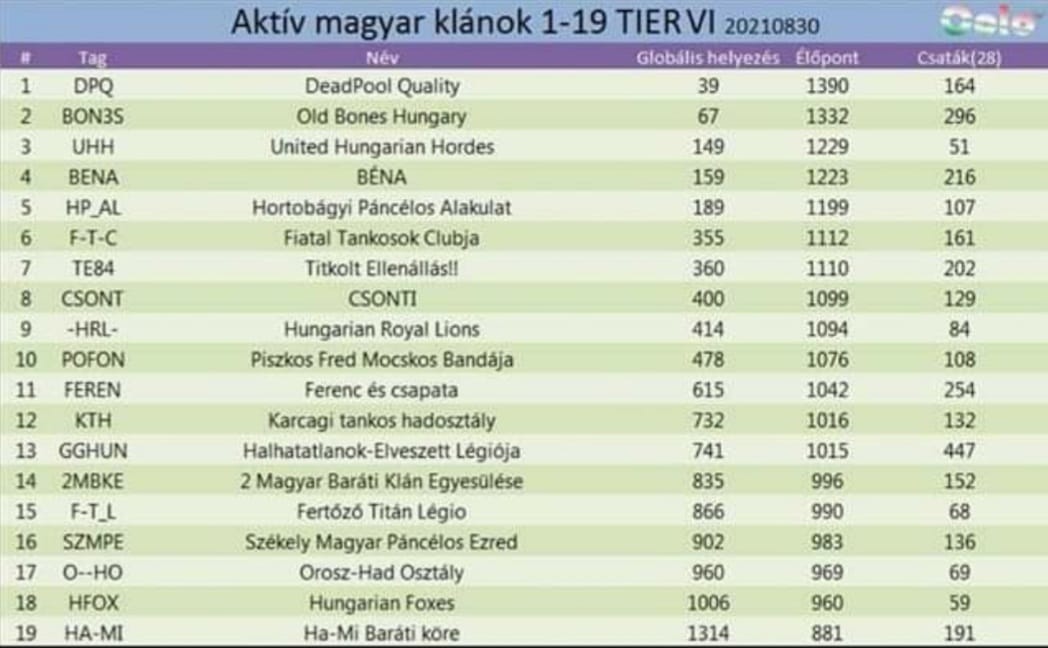 Aktív magyar klánok 1-19 TIER VI 20210830
# Tag Név Globális helyezés Élőpont Csaták(28)
1 DPQ DeadPool Quality 39 1390 164
2 BON3S Old Bones Hungary 67 1332 296
3 UHH United Hungarian Hordes 149 1229 51
4 BENA BÉNA 159 1223 216
5 HP_AL Hortobágyi Páncélos Alakulat 189 1199 107
6 F-T-C Fiatal Tankosok Clubja 355 1112 161
7 TE84 Titkolt Ellenállás!! 360 1110 202
8 CSONT CSONTI 400 1099 129
9 -HRL- Hungarian Royal Lions 414 1094 84
10 POFON Piszkos Fred Mocskos Bandája 478 1076 108
11 FEREN Ferenc és csapata 615 1042 254
12 KTH Karcagi tankos hadosztály 732 1016 132
13 GGHUN Halhatatlanok-Elveszett Légiója 741 1015 447
14 2MBKE 2 Magyar Baráti Klán Egyesülése 835 996 152
15 F-T_L Fertőző Titán Légio 866 990 68
16 SZMPE Székely Magyar Páncélos Ezred 902 983 136
17 O--HO Orosz-Had Osztály 960 969 69
18 HFOX Hungarian Foxes 1006 960 59
19 HA-MI Ha-Mi Baráti köre 1314 881 191